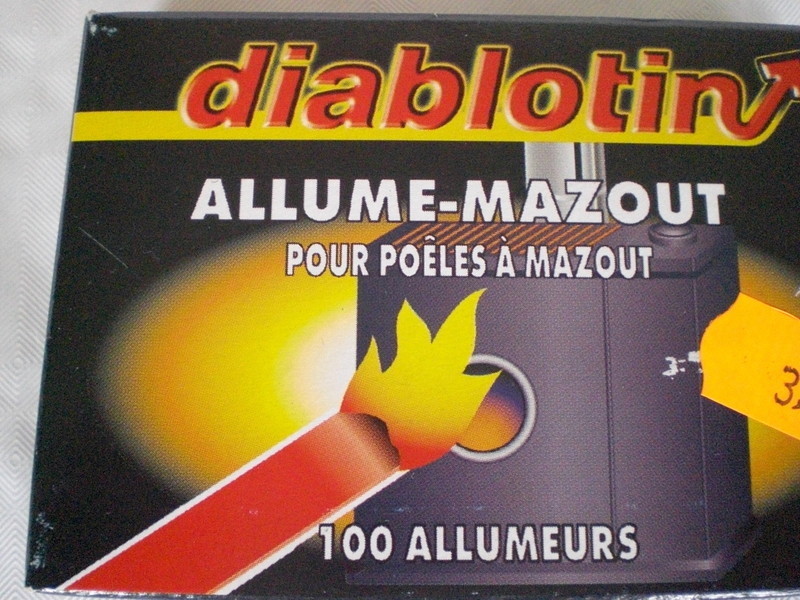 diablotin
ALLUME-MAZOUT
POUR POÊLES À MAZOUT
100 ALLUMEURS